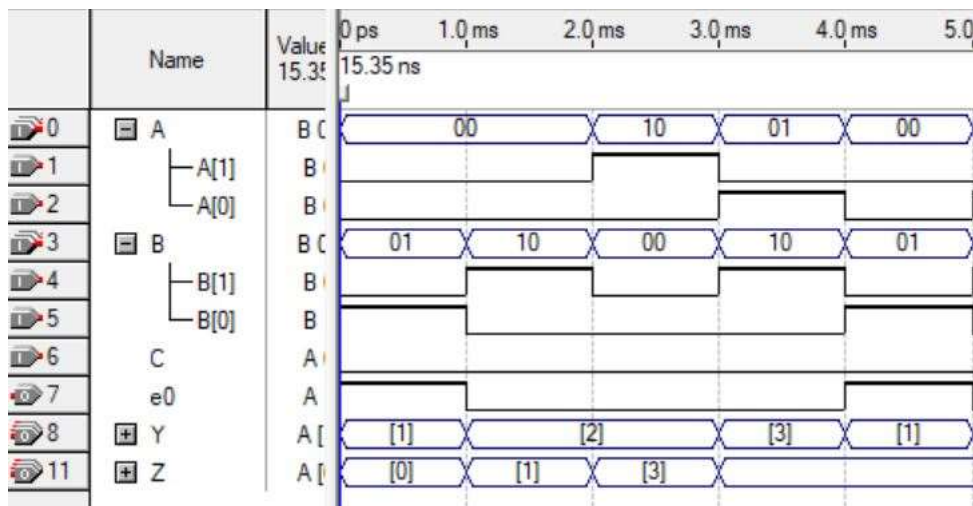 Name
Value
15.35
0 ps 1.0 ms 2.0 ms 3.0 ms 4.0 ms 5.0
15.35 ns
0 A B 00 10 01 00
1 A[1] B
2 A[0] B
3 B B 01 10 00 10 01
4 B[1] B
5 B[0] B
6 C A
7 e0 A
8 Y A [ [1] [2] [3] [1]
11 Z A [ [0] [1] [3]